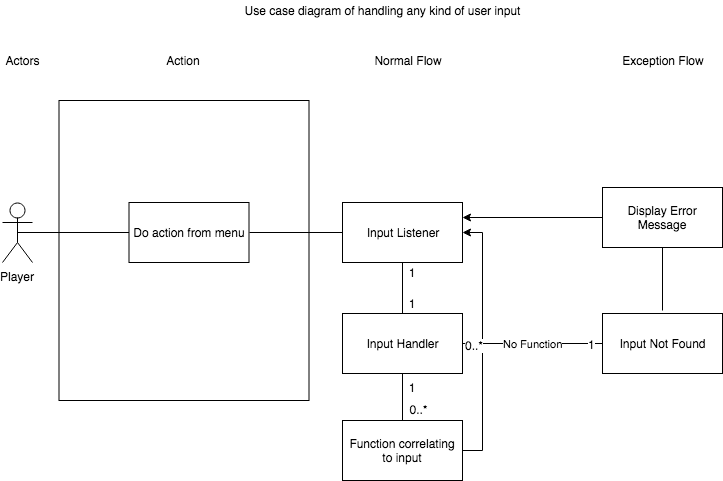 Use case diagram of handling any kind of user input
Actors
Action
Normal Flow
Exception Flow
Player
Do action from menu
Input Listener
Display Error
Message
1
1
Input Handler
0..*
No Function
1
Input Not Found
1
0..*
Function correlating
to input